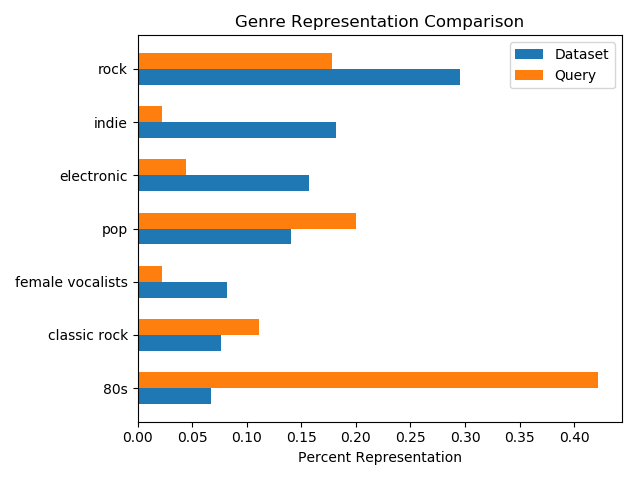 Genre Representation Comparison
Dataset
Query
rock
indie
electronic
pop
female vocalists
classic rock
80s
0.00 0.05 0.10 0.15 0.20 0.25 0.30 0.35 0.40
Percent Representation